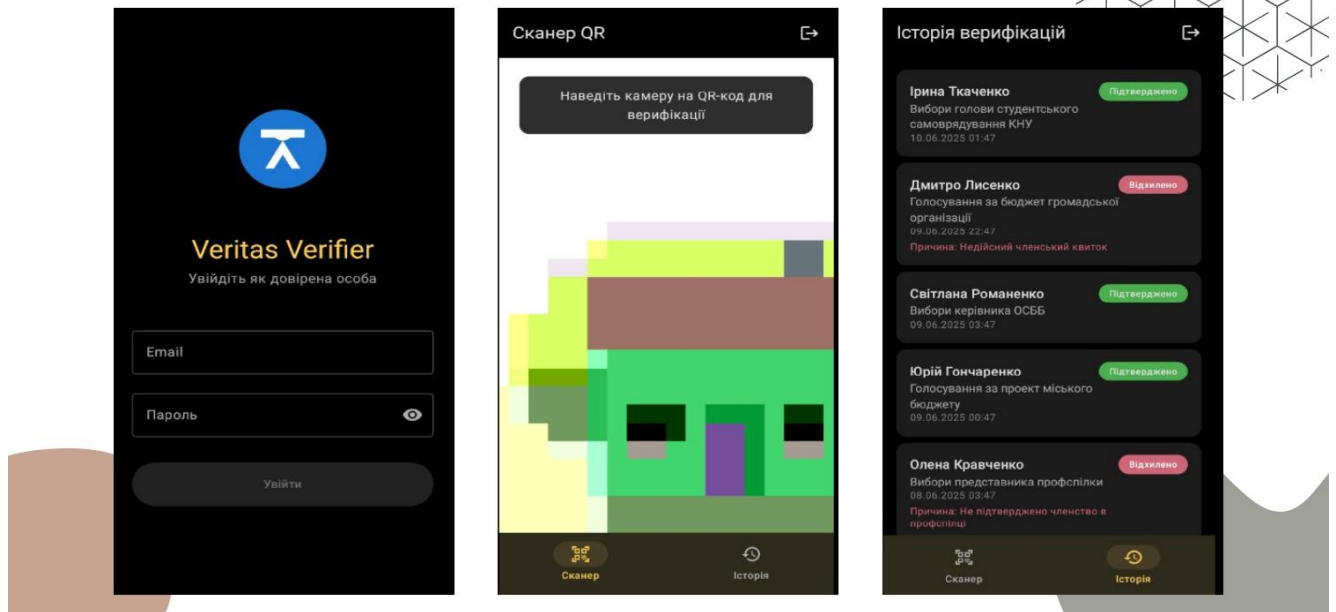 Veritas Verifier
Увійдіть як довірена особа
Email
Пароль
Увійти
Сканер QR
Наведіть камеру на QR-код для
верифікації
Сканер
Історія
Історія верифікацій
Ірина Ткаченко
Підтверджено
Вибори голови студентського
самоврядування КНУ
10.06.2025 01:47
Дмитро Лисенко
Відхилено
Голосування за бюджет громадської
організації
09.06.2025 22:47
Причина: Недійсний членський квиток
Світлана Романенко
Підтверджено
Вибори керівника ОСББ
09.06.2025 03:47
Юрій Гончаренко
Підтверджено
Голосування за проект міського
бюджету
09.06.2025 00:47
Олена Кравченко
Відхилено
Вибори представника профспілки
08.06.2025 03:47
Причина: Не підтверджено членство в
профспілці
Сканер
Історія